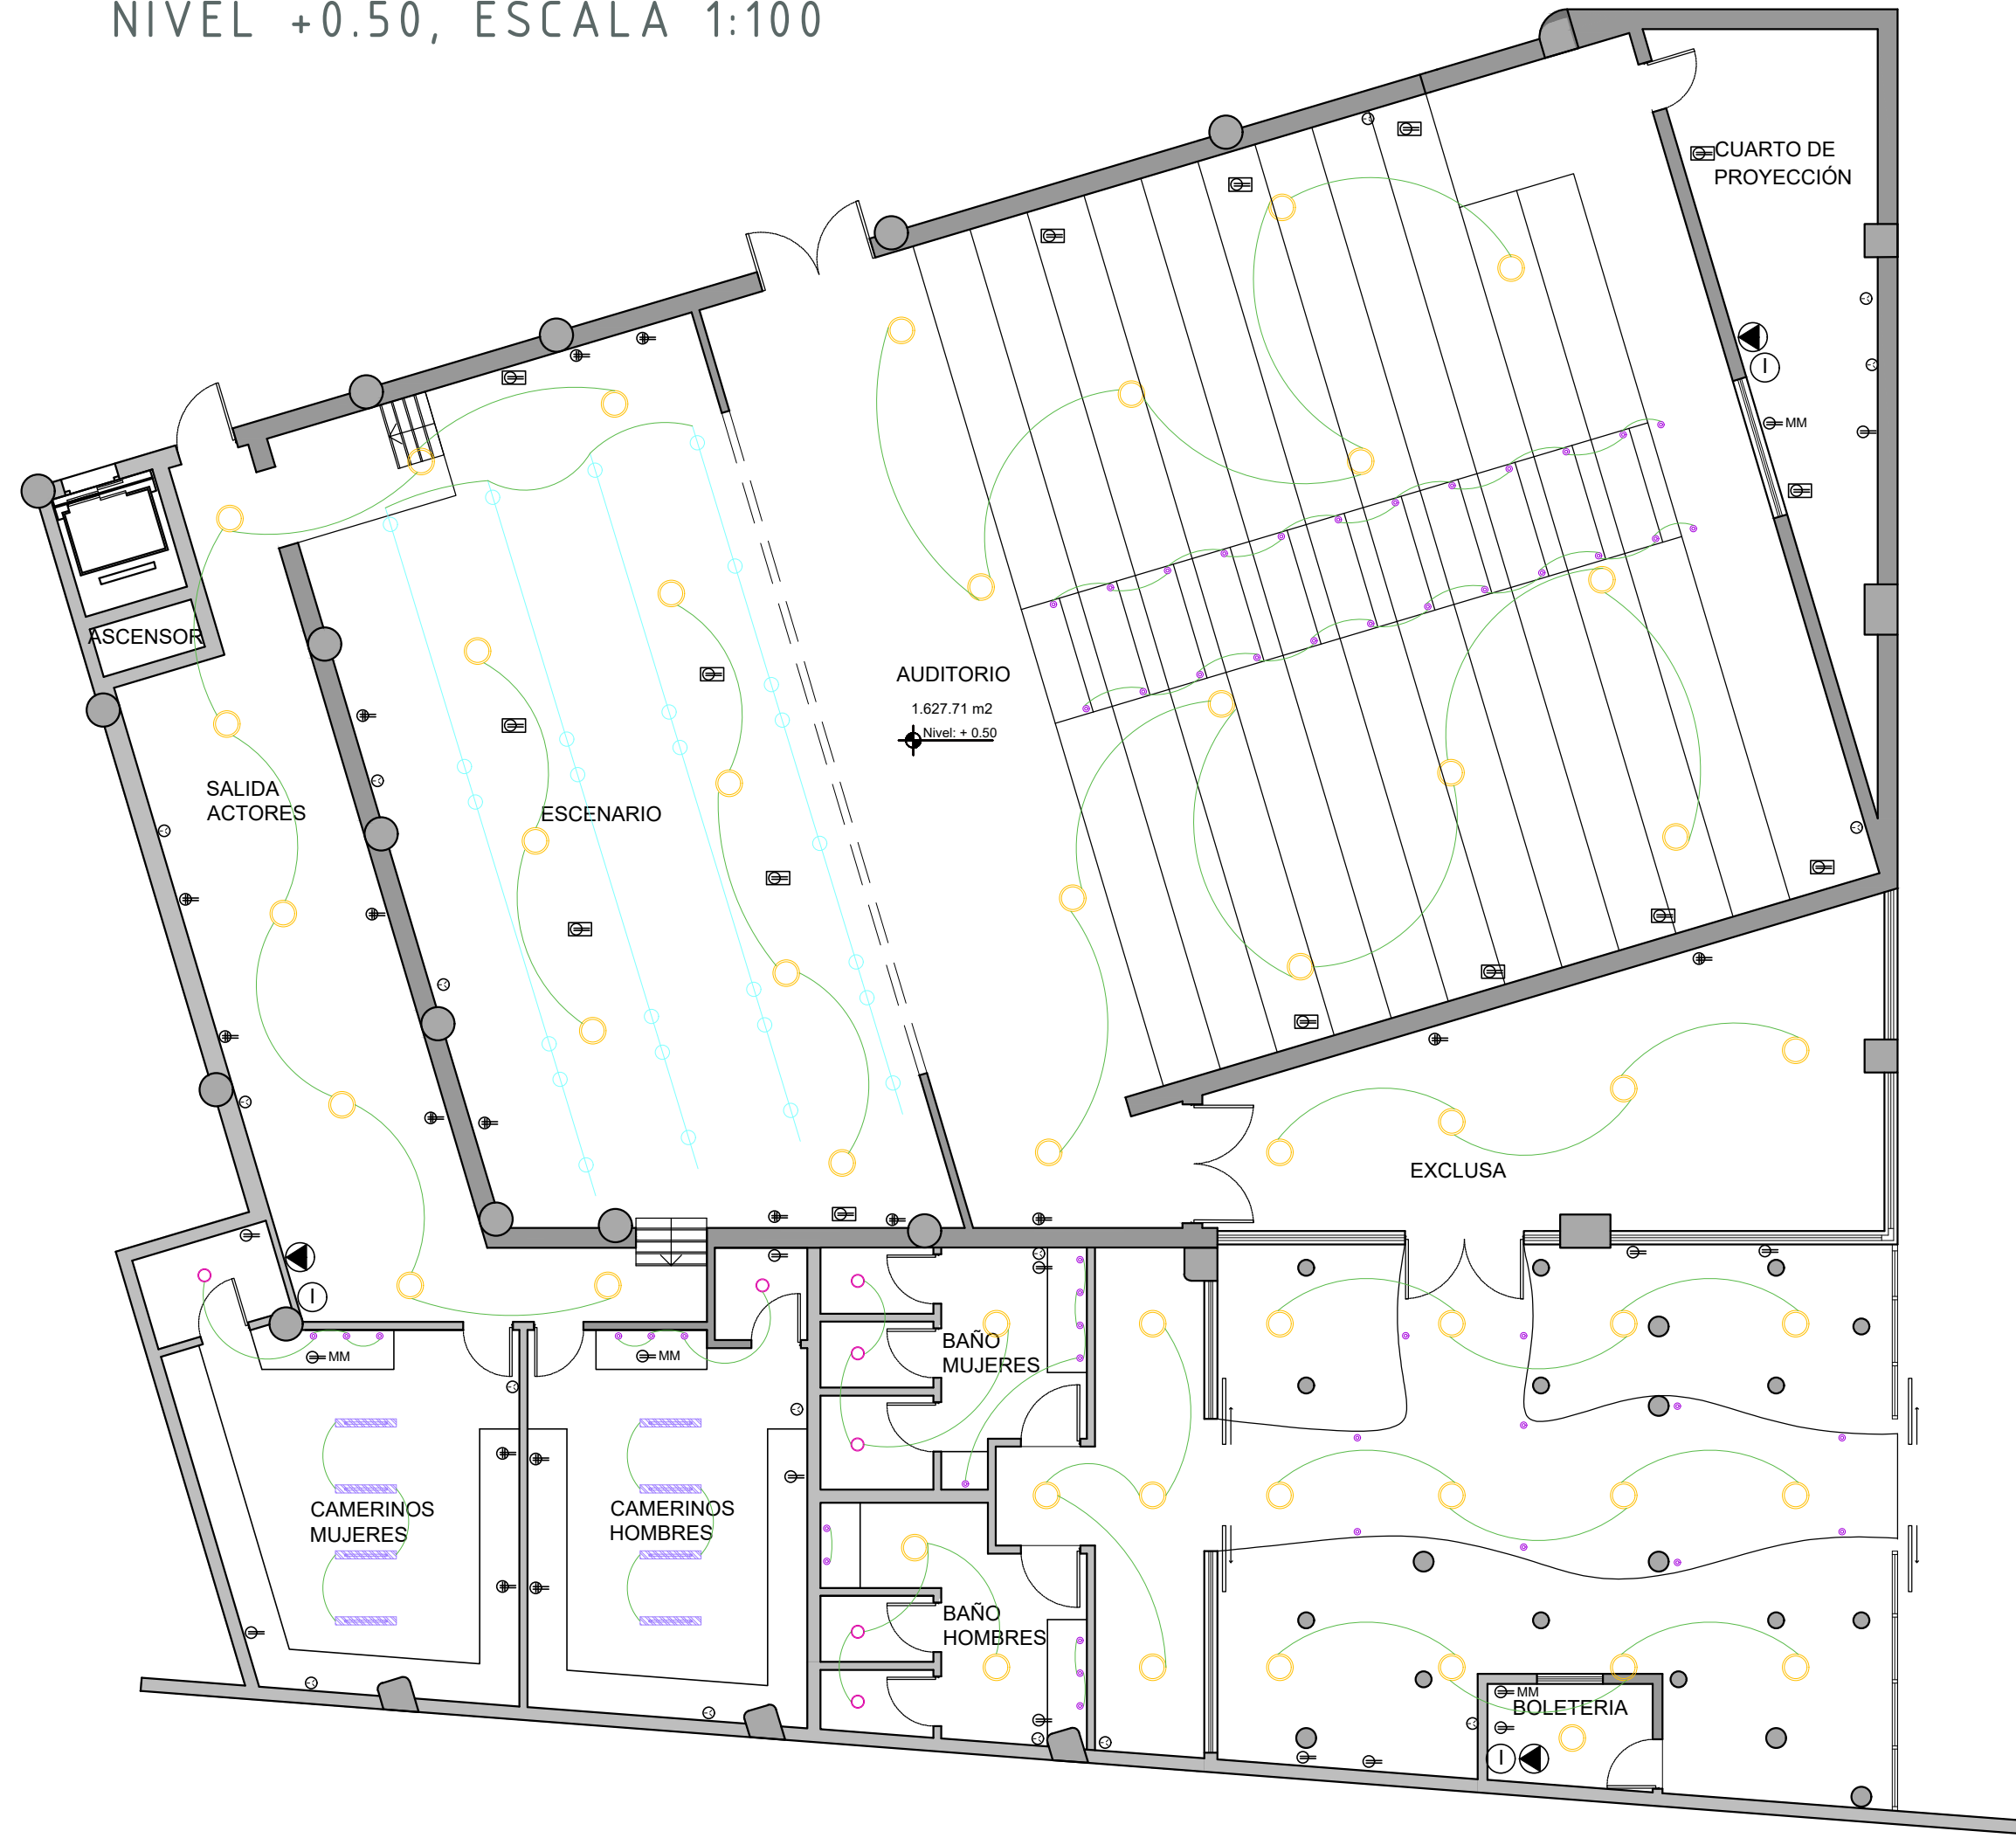 NIVEL +0.50, ESCALA 1:100
CUARTO DE
PROYECCIÓN
I
MM
ASCENSOR
AUDITORIO
1.627.71 m2
Nivel: + 0.50
SALIDA
ACTORES
ESCENARIO
EXCLUSA
I
MM
MM
BAÑO
MUJERES
CAMERINOS
MUJERES
CAMERINOS
HOMBRES
BAÑO
HOMBRES
MM
BOLETERIA
I